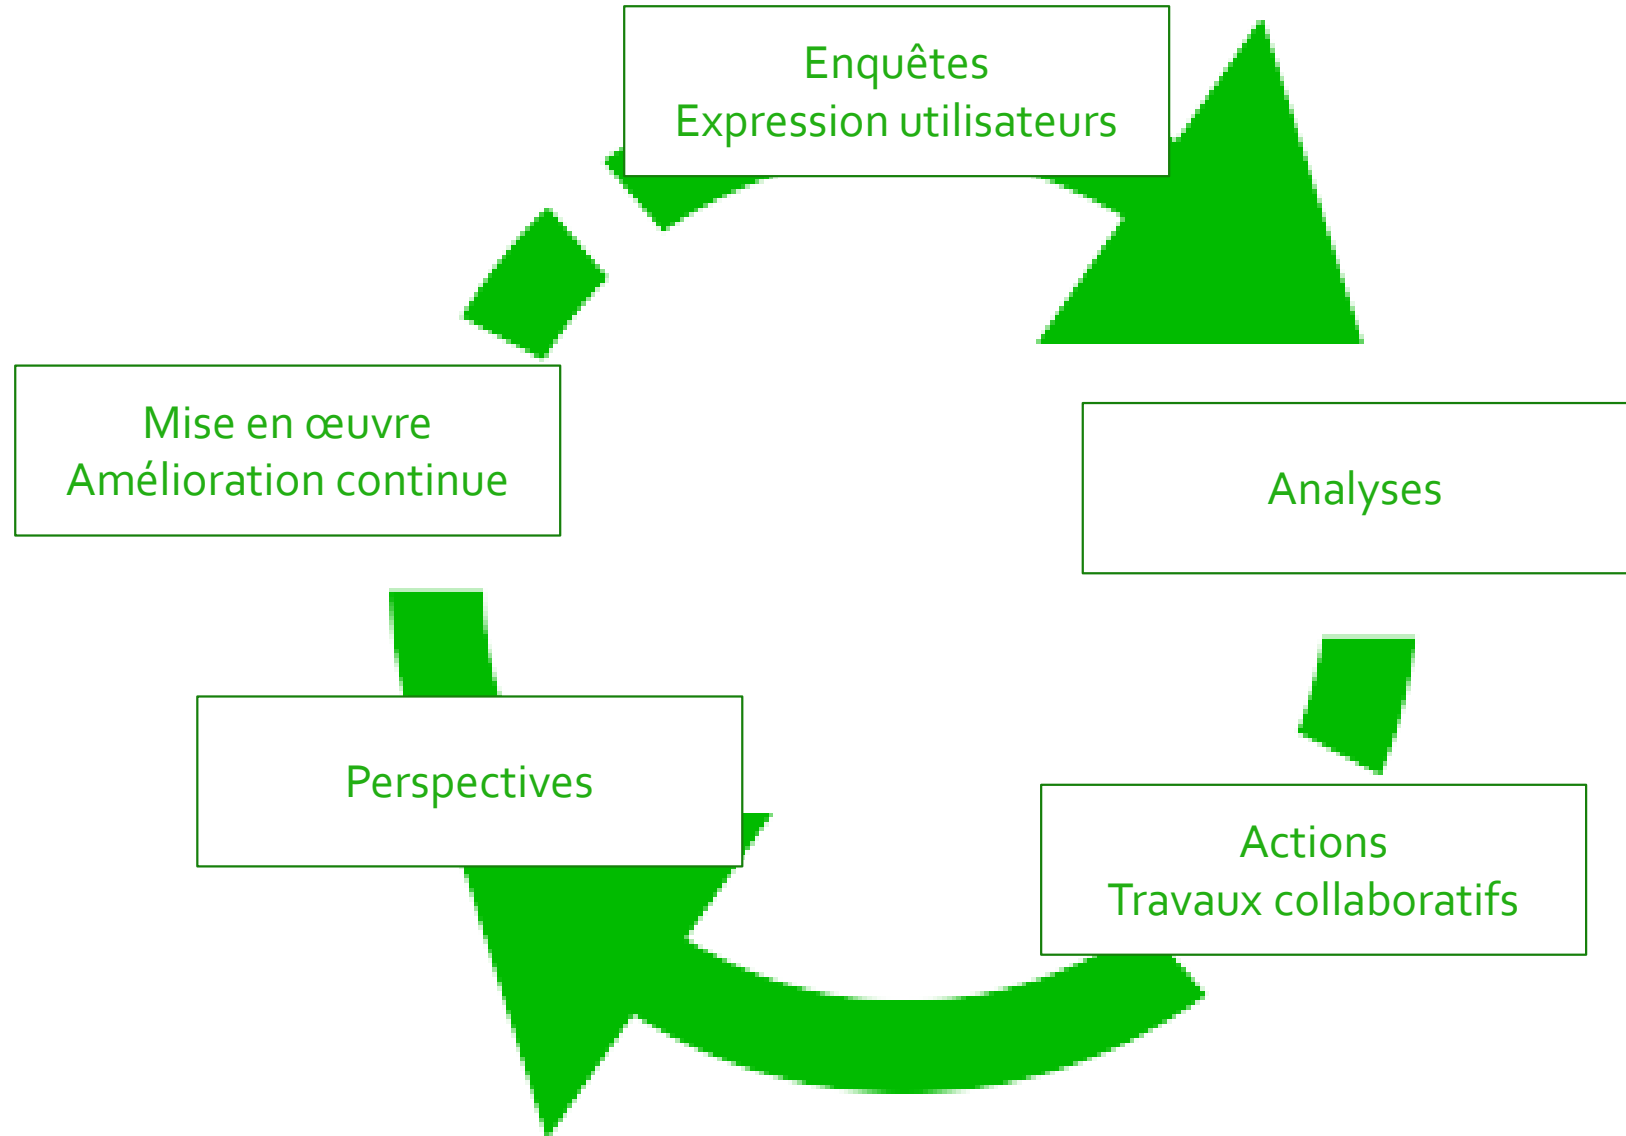 Enquêtes
Expression utilisateurs
Mise en œuvre
Amélioration continue
Analyses
Perspectives
Actions
Travaux collaboratifs